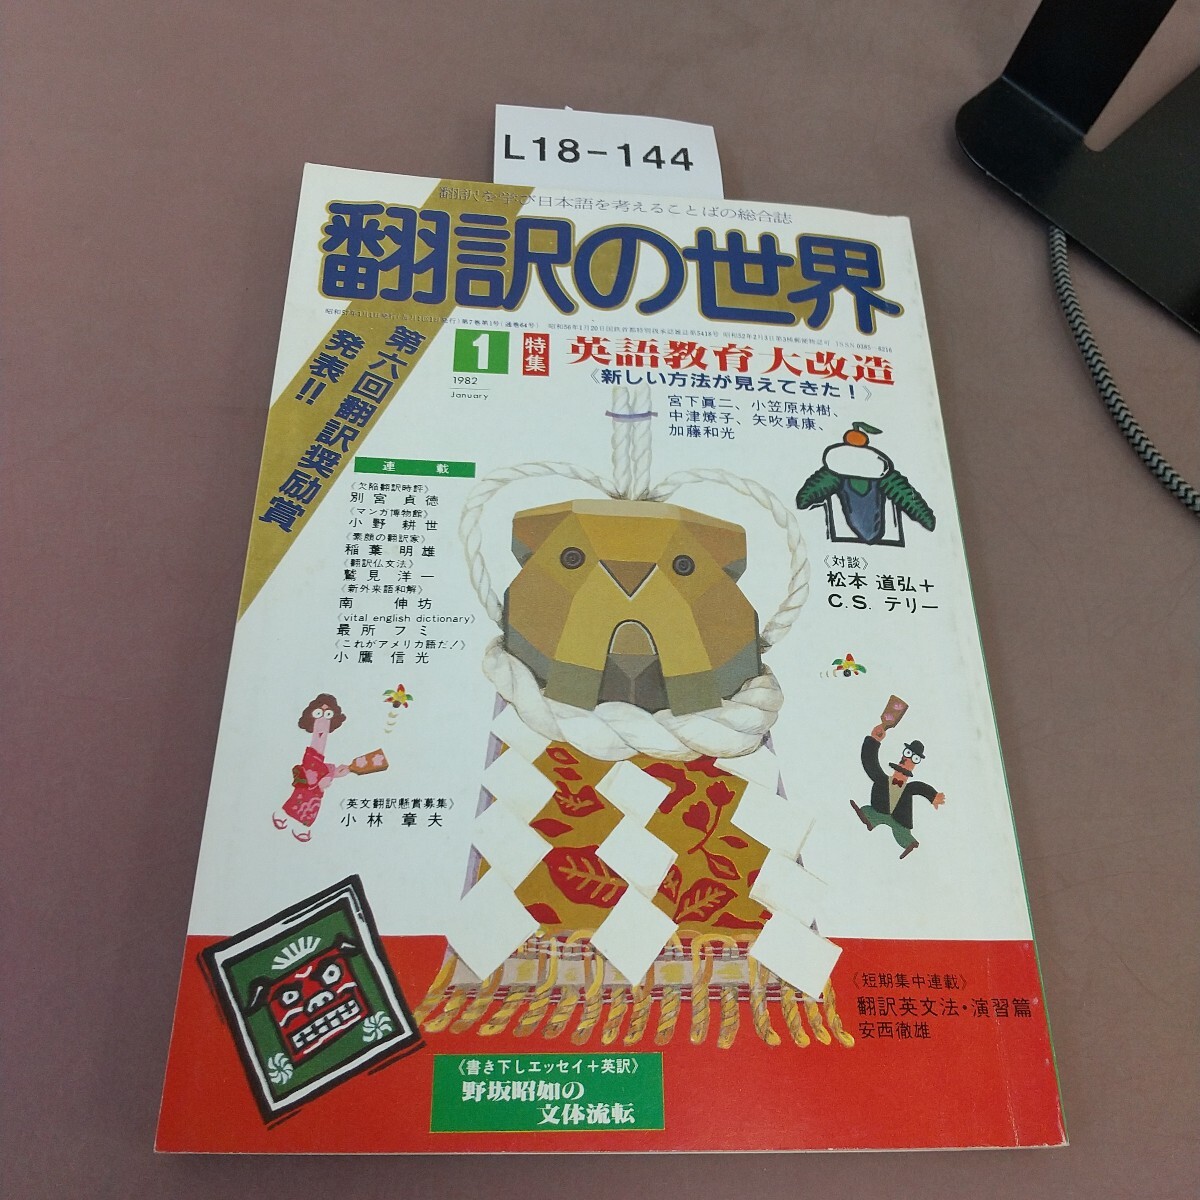 L18-144
翻訳を学び日本語を考えることばの総合誌
翻訳の世界
第六回翻訳奨励賞
発表!!
1
1982
January
特集
英語教育大改造
《新しい方法が見えてきた!》
宮下眞二、小笠原林樹、
中津燎子、矢吹真康、
加藤和光
連載
《欠陥翻訳時評》
別宮貞徳
《マンガ博物館》
小野耕世
《素顔の翻訳家》
稲葉明雄
《翻訳仏文法》
鷲見洋一
《新外来語和解》
南伸坊
《vital english dictionary》
最所フミ
《これがアメリカ語だ!》
小鷹信光
《対談》
松本道弘+
C.S.テリー
《英文翻訳懸賞募集》
小林章夫
《短期集中連載》
翻訳英文法・演習篇
安西徹雄
《書き下しエッセイ+英訳》
野坂昭如の
文体流転